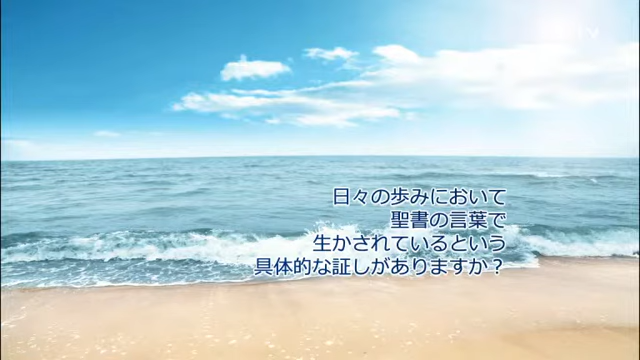 日々の歩みにおいて
聖書の言葉で
生かされているという
具体的な証しがありますか?